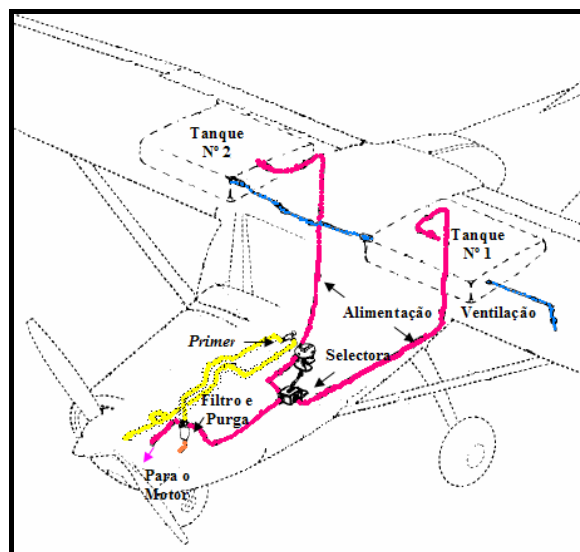 Tanque
Nº 2
Tanque
Nº 1
Alimentação
Ventilação
Primer
Selectora
Filtro e
Purga
Para o
Motor